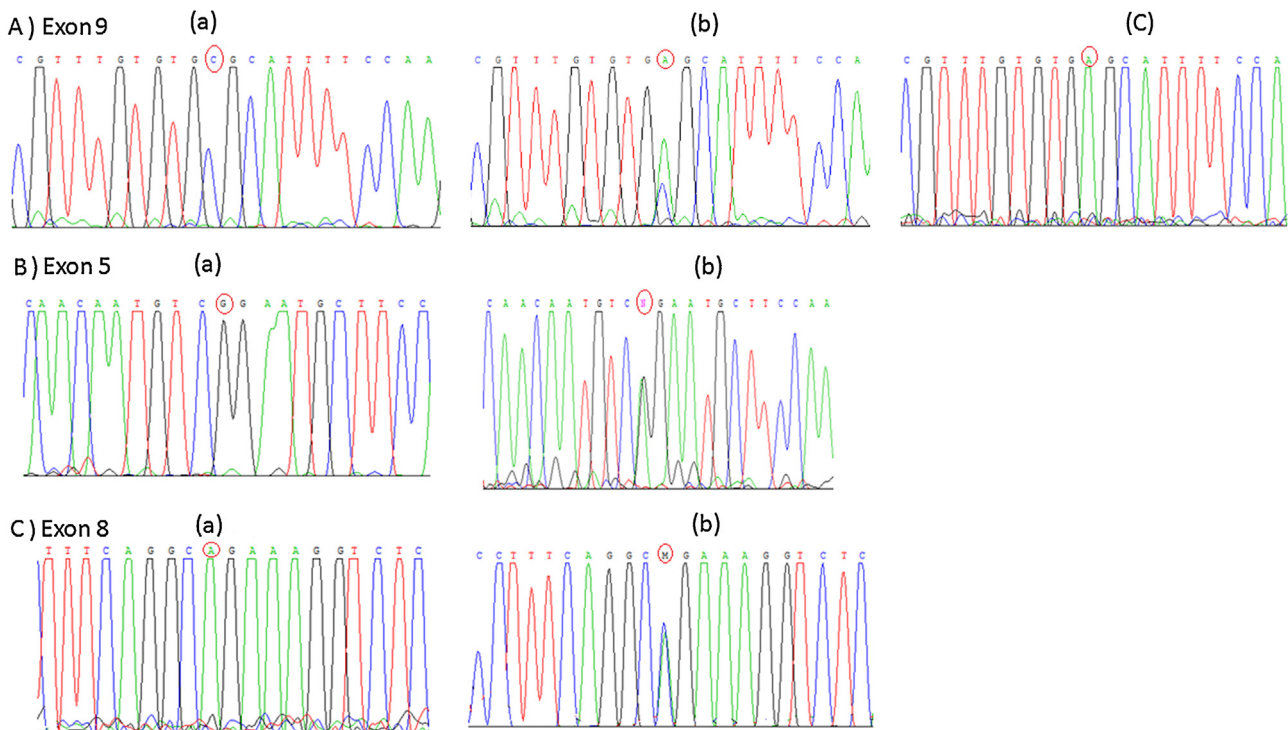 A) Exon 9
(a)
(b)
(C)
C G T T T G T G T G C G C A T T T T C C A A
C G T T T G T G T G A G C A T T T T C C A
C G T T T G T G T G A G C A T T T T C C A
B) Exon 5
(a)
(b)
C A A C A A T G T C G G A A T G C T T C C
C A A C A A T G T C N G A A T G C T T C C A A
C) Exon 8
(a)
(b)
T T T C A G G C A G A A A G G T C T C
C C T T T C A G G C M G A A A G G T C T C